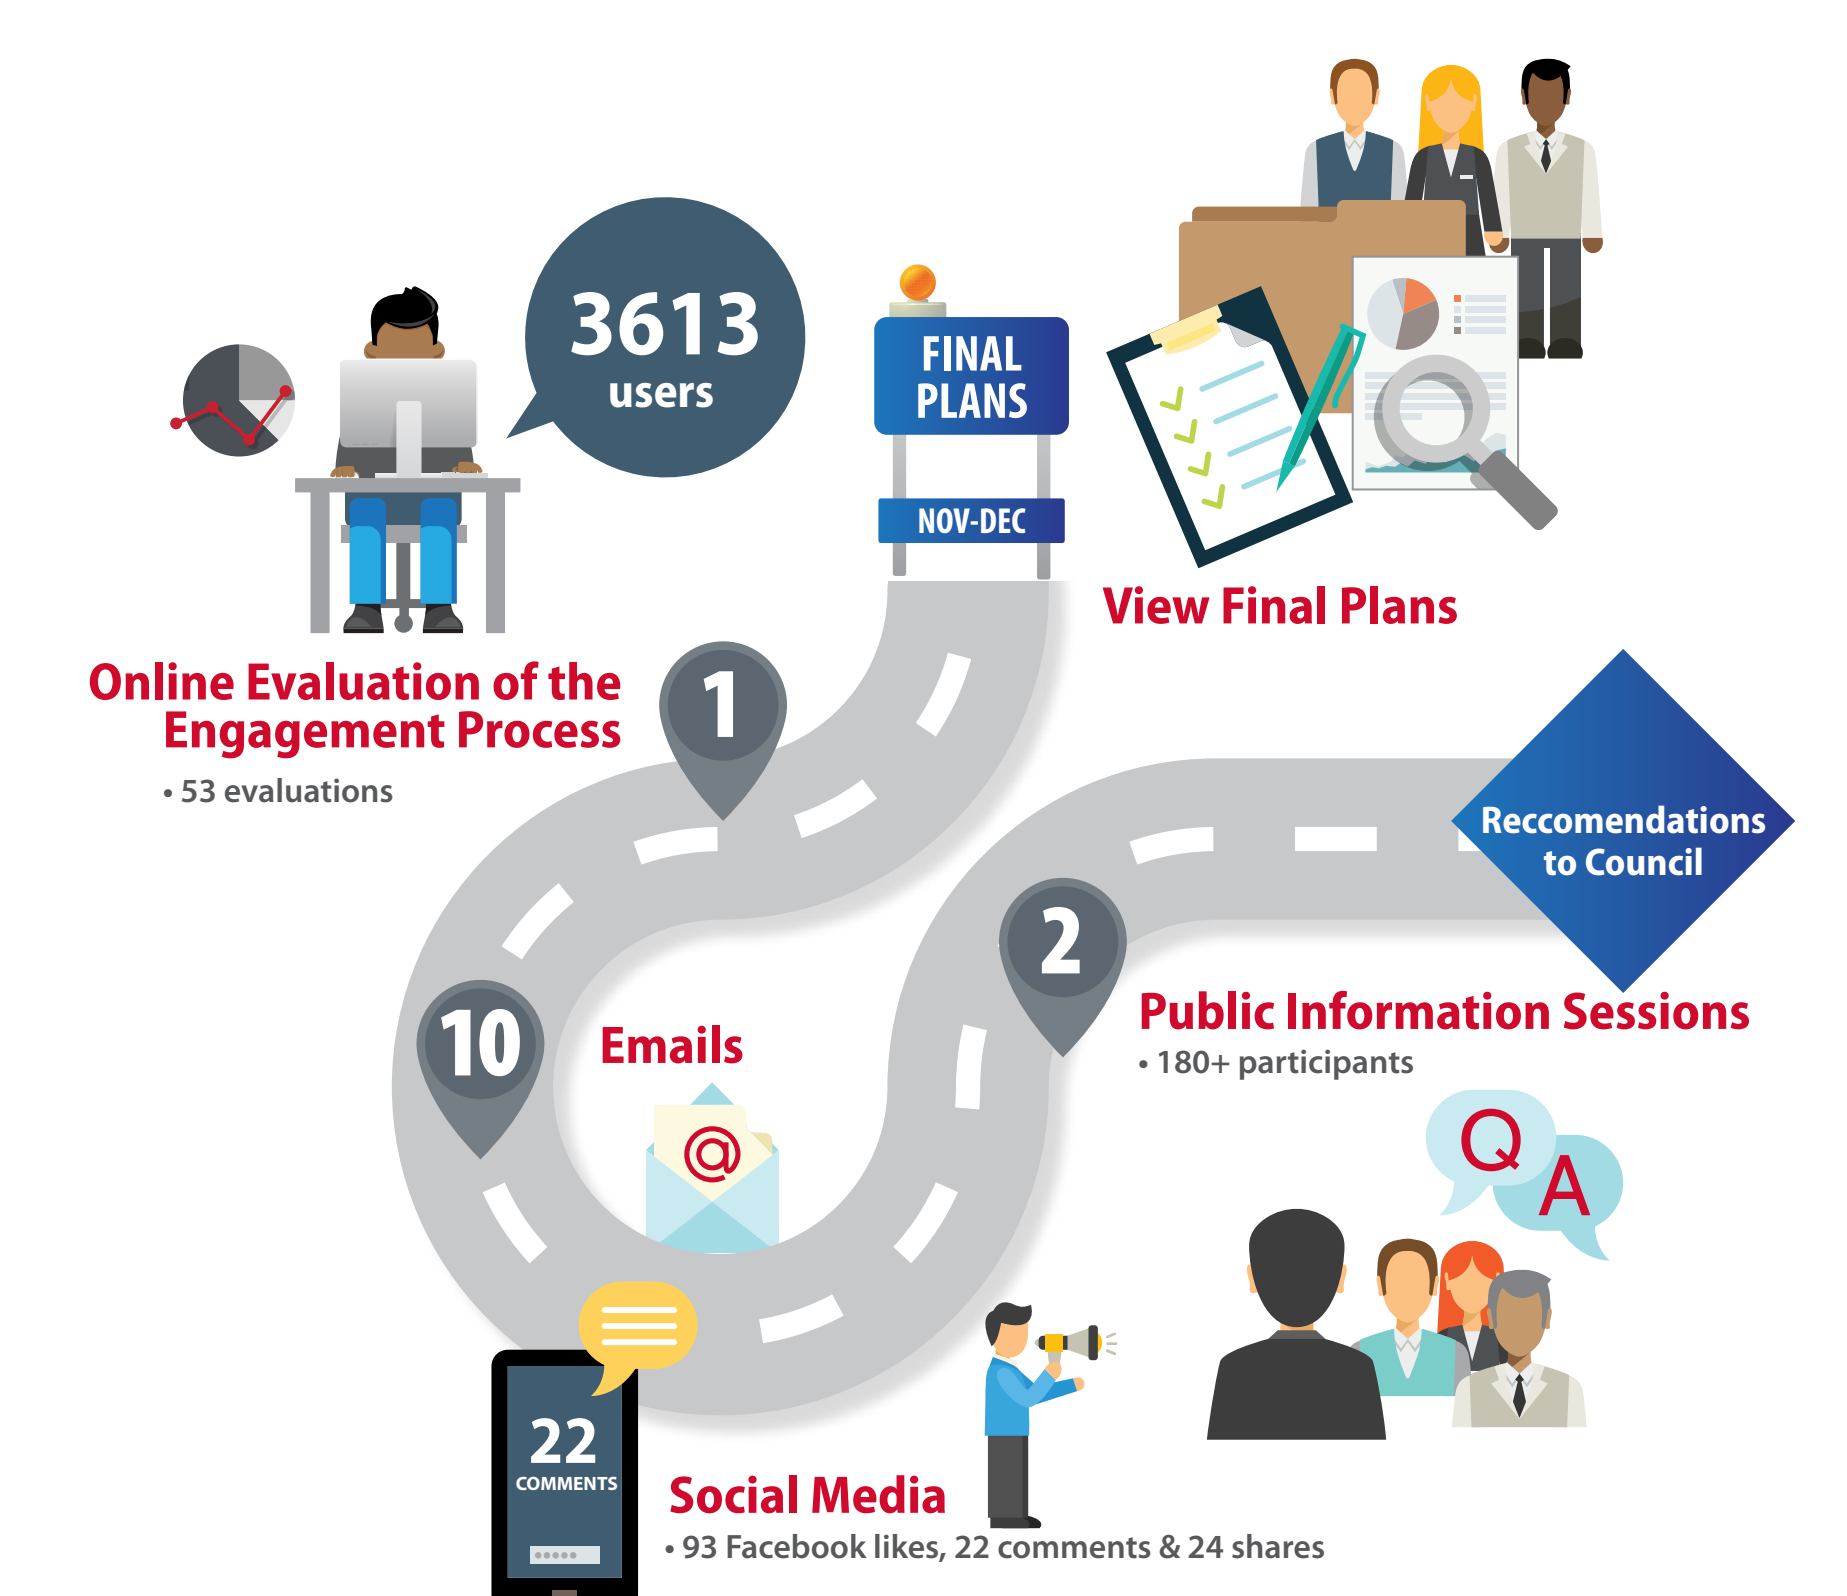 3613
users
FINAL
PLANS
NOV-DEC
View Final Plans
Online Evaluation of the
Engagement Process
• 53 evaluations
1
Reccomendations
to Council
2
Public Information Sessions
• 180+ participants
10
Emails
@
Q
A
22
COMMENTS
Social Media
• 93 Facebook likes, 22 comments & 24 shares